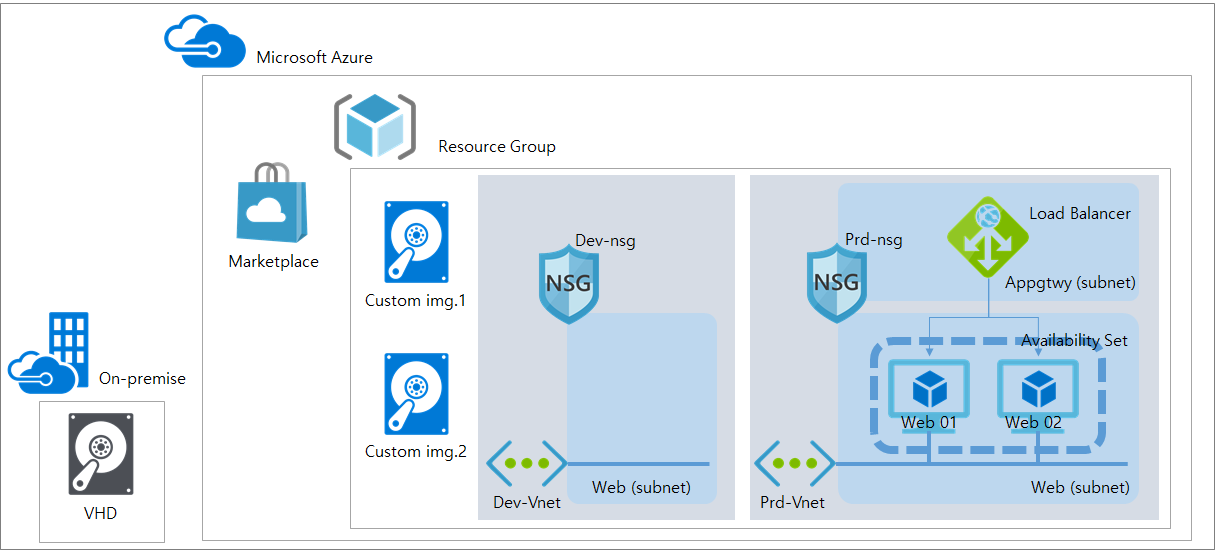 Microsoft Azure
Resource Group
Marketplace
Custom img.1
Custom img.2
On-premise
VHD
Dev-nsg
NSG
Web (subnet)
Dev-Vnet
Prd-nsg
NSG
Load Balancer
Appgtwy (subnet)
Availability Set
Web 01
Web 02
Web (subnet)
Prd-Vnet